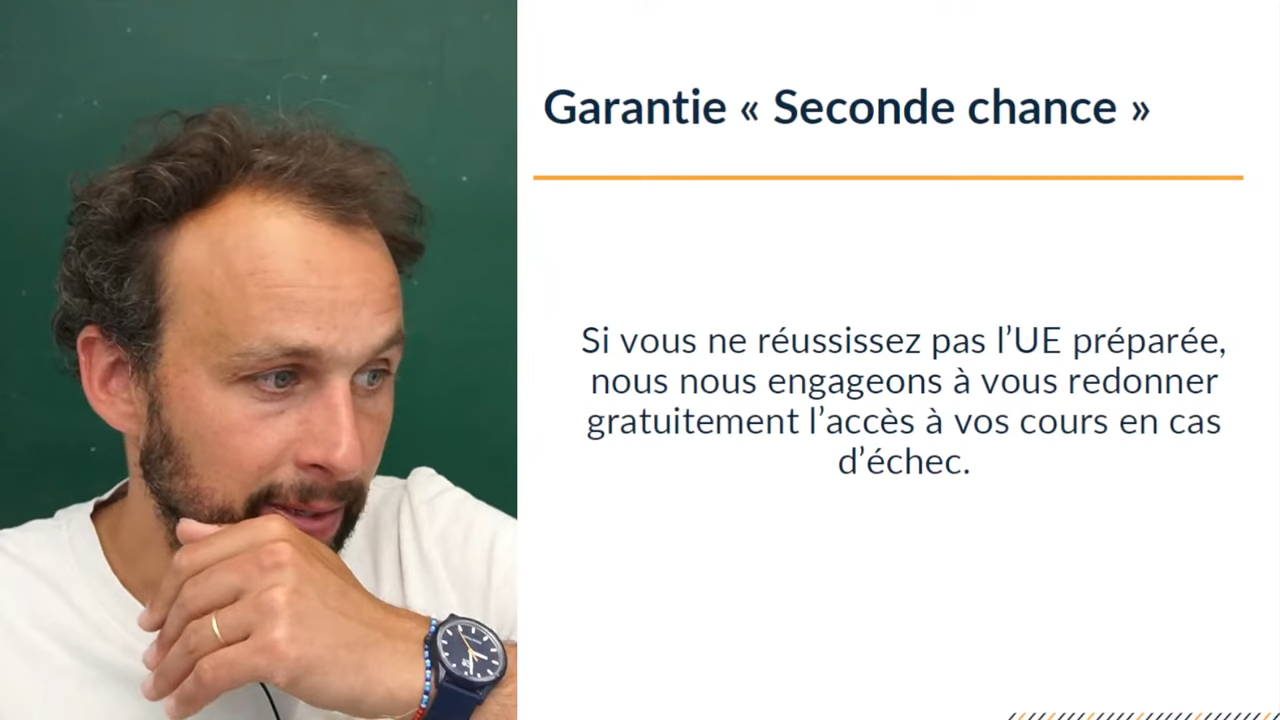 Garantie « Seconde chance »
Si vous ne réussissez pas l’UE préparée,
nous nous engageons à vous redonner
gratuitement l’accès à vos cours en cas
d’échec.